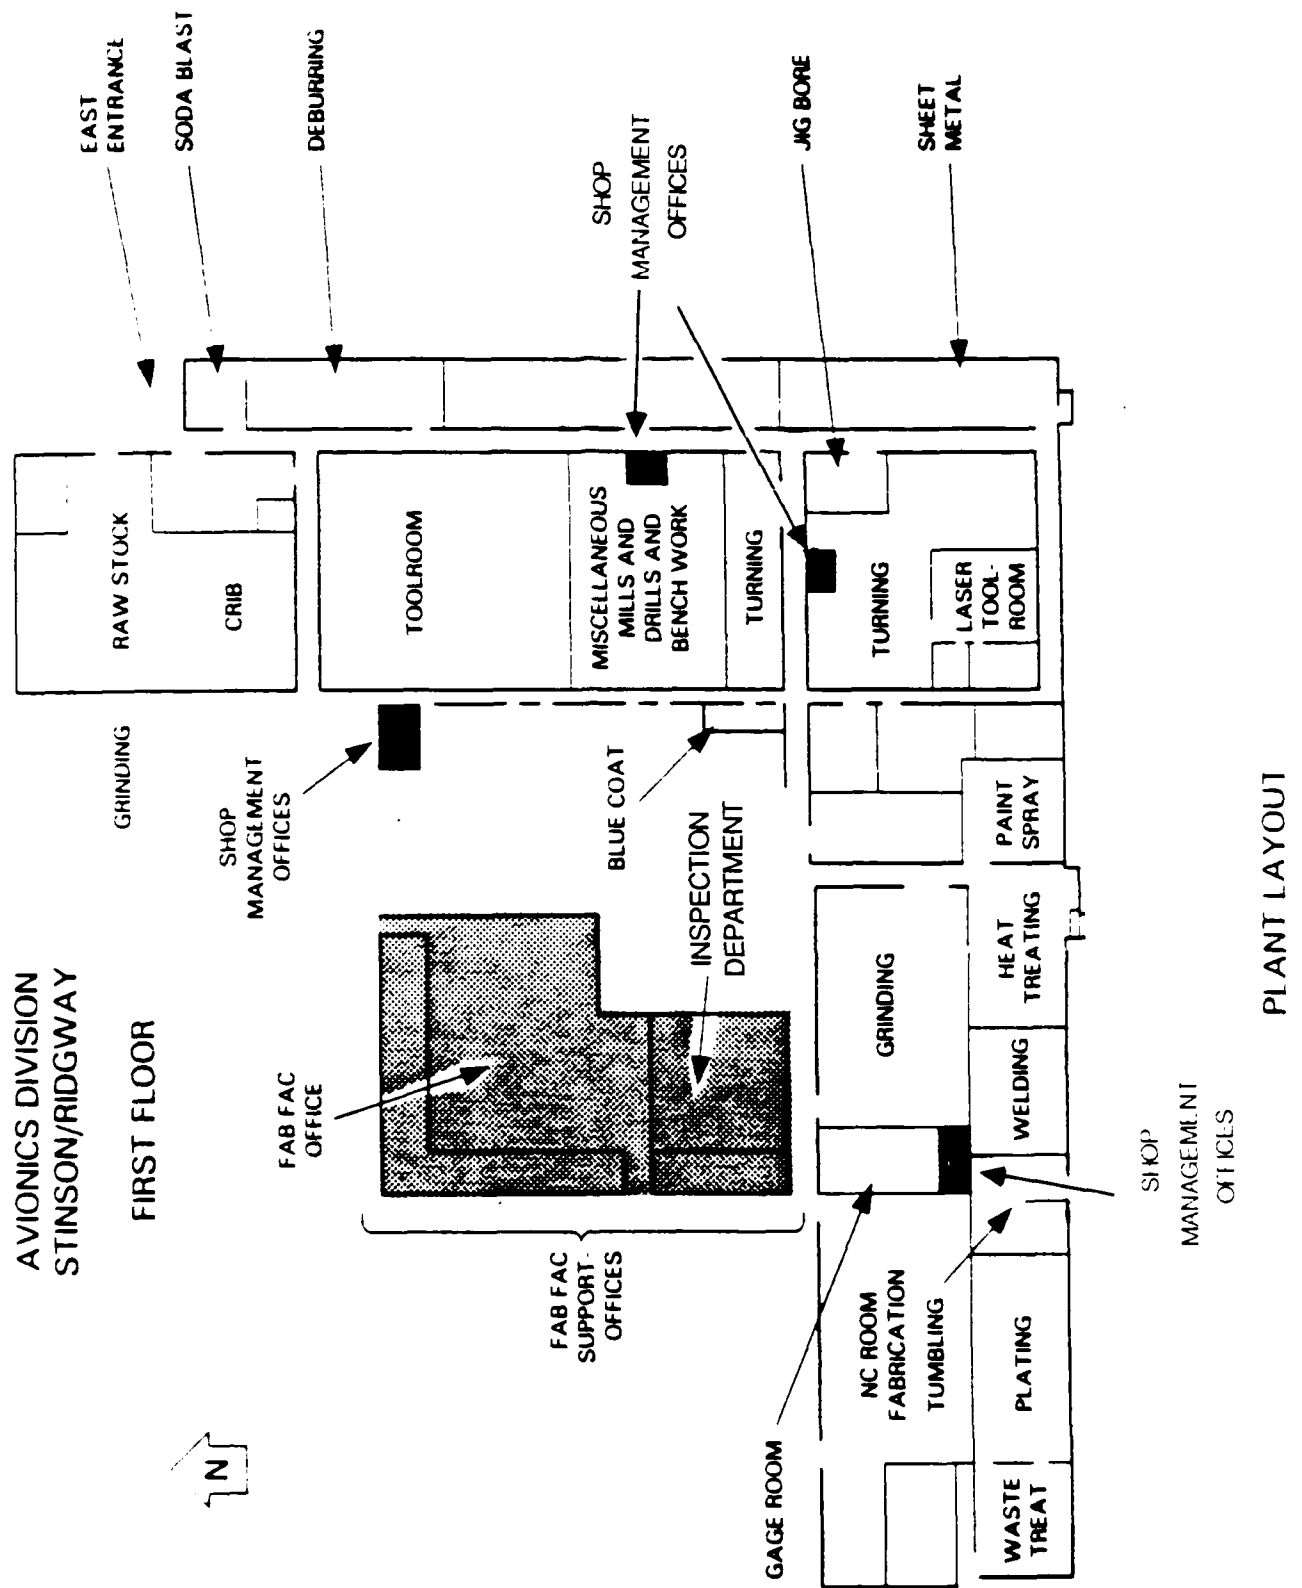 AVIONICS DIVISION
STINSON/RIDGWAY
FIRST FLOOR
N
EAST
ENTRANCE
SODA BLAST
DEBURRING
SHOP
MANAGEMENT
OFFICES
JIG BORE
SHEET
METAL
RAW STOCK
CRIB
GRINDING
TOOLROOM
SHOP
MANAGEMENT
OFFICES
MISCELLANEOUS
MILLS AND
DRILLS AND
BENCH WORK
TURNING
BLUE COAT
TURNING
LASER
TOOL-
ROOM
FAB FAC
OFFICE
INSPECTION
DEPARTMENT
FAB FAC
SUPPORT
OFFICES
PAINT
SPRAY
GRINDING
HEAT
TREATING
WELDING
GAGE ROOM
NC ROOM
FABRICATION
TUMBLING
PLATING
WASTE
TREAT
SHOP
MANAGEMENT
OFFICES
PLANT LAYOUT